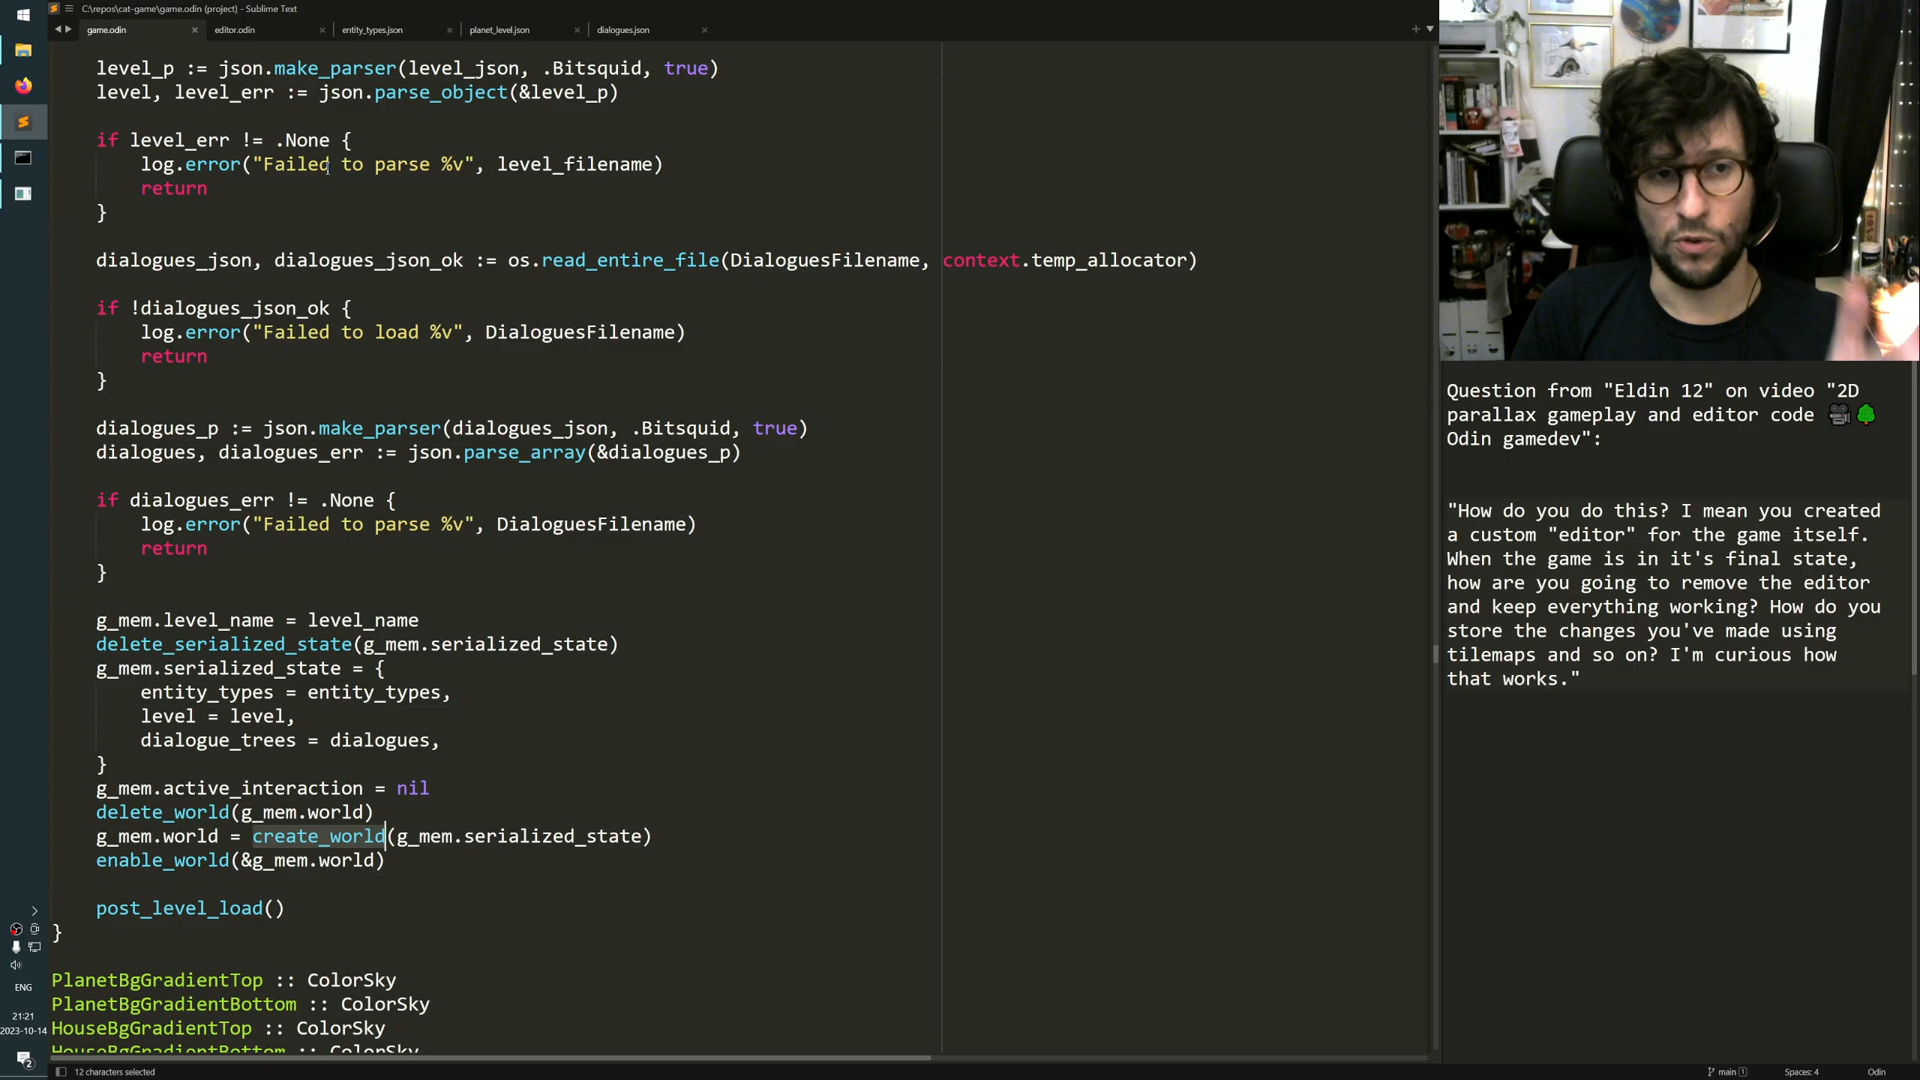 C:\repos\cat-game\game.odin (project) - Sublime Text
game.odin
editor.odin
entity_types.json
planet_level.json
dialogues.json
level_p := json.make_parser(level_json, .Bitsquid, true)
level, level_err := json.parse_object(&level_p)
if level_err != .None {
log.error("Failed to parse %v", level_filename)
return
}
dialogues_json, dialogues_json_ok := os.read_entire_file(DialoguesFilename, context.temp_allocator)
if !dialogues_json_ok {
log.error("Failed to load %v", DialoguesFilename)
return
}
dialogues_p := json.make_parser(dialogues_json, .Bitsquid, true)
dialogues, dialogues_err := json.parse_array(&dialogues_p)
if dialogues_err != .None {
log.error("Failed to parse %v", DialoguesFilename)
return
}
g_mem.level_name = level_name
delete_serialized_state(g_mem.serialized_state)
g_mem.serialized_state = {
entity_types = entity_types,
level = level,
dialogue_trees = dialogues,
}
g_mem.active_interaction = nil
delete_world(g_mem.world)
g_mem.world = create_world(g_mem.serialized_state)
enable_world(&g_mem.world)
post_level_load()
}
PlanetBgGradientTop :: ColorSky
PlanetBgGradientBottom :: ColorSky
HouseBgGradientTop :: ColorSky
HouseBgGradientBottom :: ColorSky
Question from "Eldin 12" on video "2D
parallax gameplay and editor code 🎥🌳
Odin gamedev":
"How do you do this? I mean you created
a custom "editor" for the game itself.
When the game is in it's final state,
how are you going to remove the editor
and keep everything working? How do you
store the changes you've made using
tilemaps and so on? I'm curious how
that works."
ENG
21:21
2023-10-14
2
12 characters selected
main 1
Spaces: 4
Odin